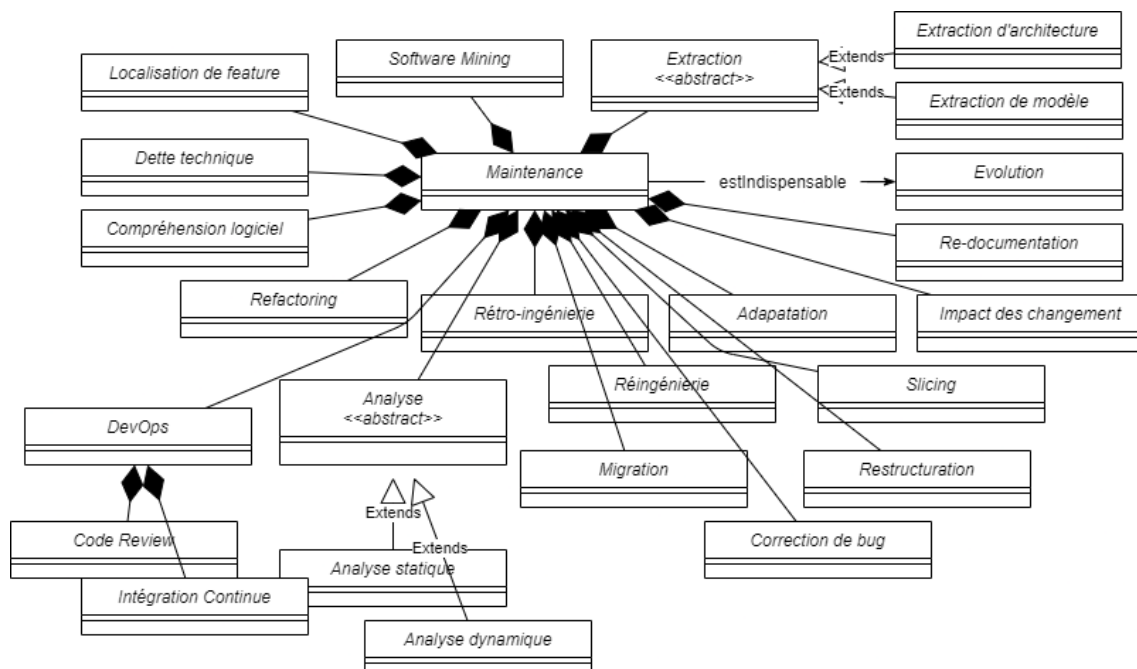 Extraction d'architecture
Software Mining
Extraction
<<abstract>>
Extends
Localisation de feature
Extends
Extraction de modèle
Dette technique
Maintenance
estIndispensable
Evolution
Compréhension logiciel
Re-documentation
Refactoring
Rétro-ingénierie
Adapatation
Impact des changement
Analyse
<<abstract>>
Réingénierie
Slicing
DevOps
Migration
Restructuration
Extends
Code Review
Extends
Correction de bug
Analyse statique
Intégration Continue
Analyse dynamique